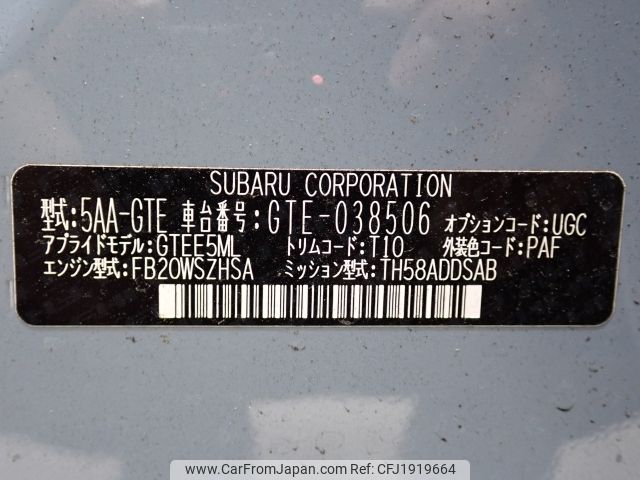 SUBARU CORPORATION
型式:5AA-GTE 車台番号:GTE-038506 オプションコード:UGC
アプライドモデル:GTEE5ML トリムコード:T10 外装色コード:PAF
エンジン型式:FB20WSZHSA ミッション型式:TH58ADDSAB
www.CarFromJapan.com - Photo ID: CFJ1919664